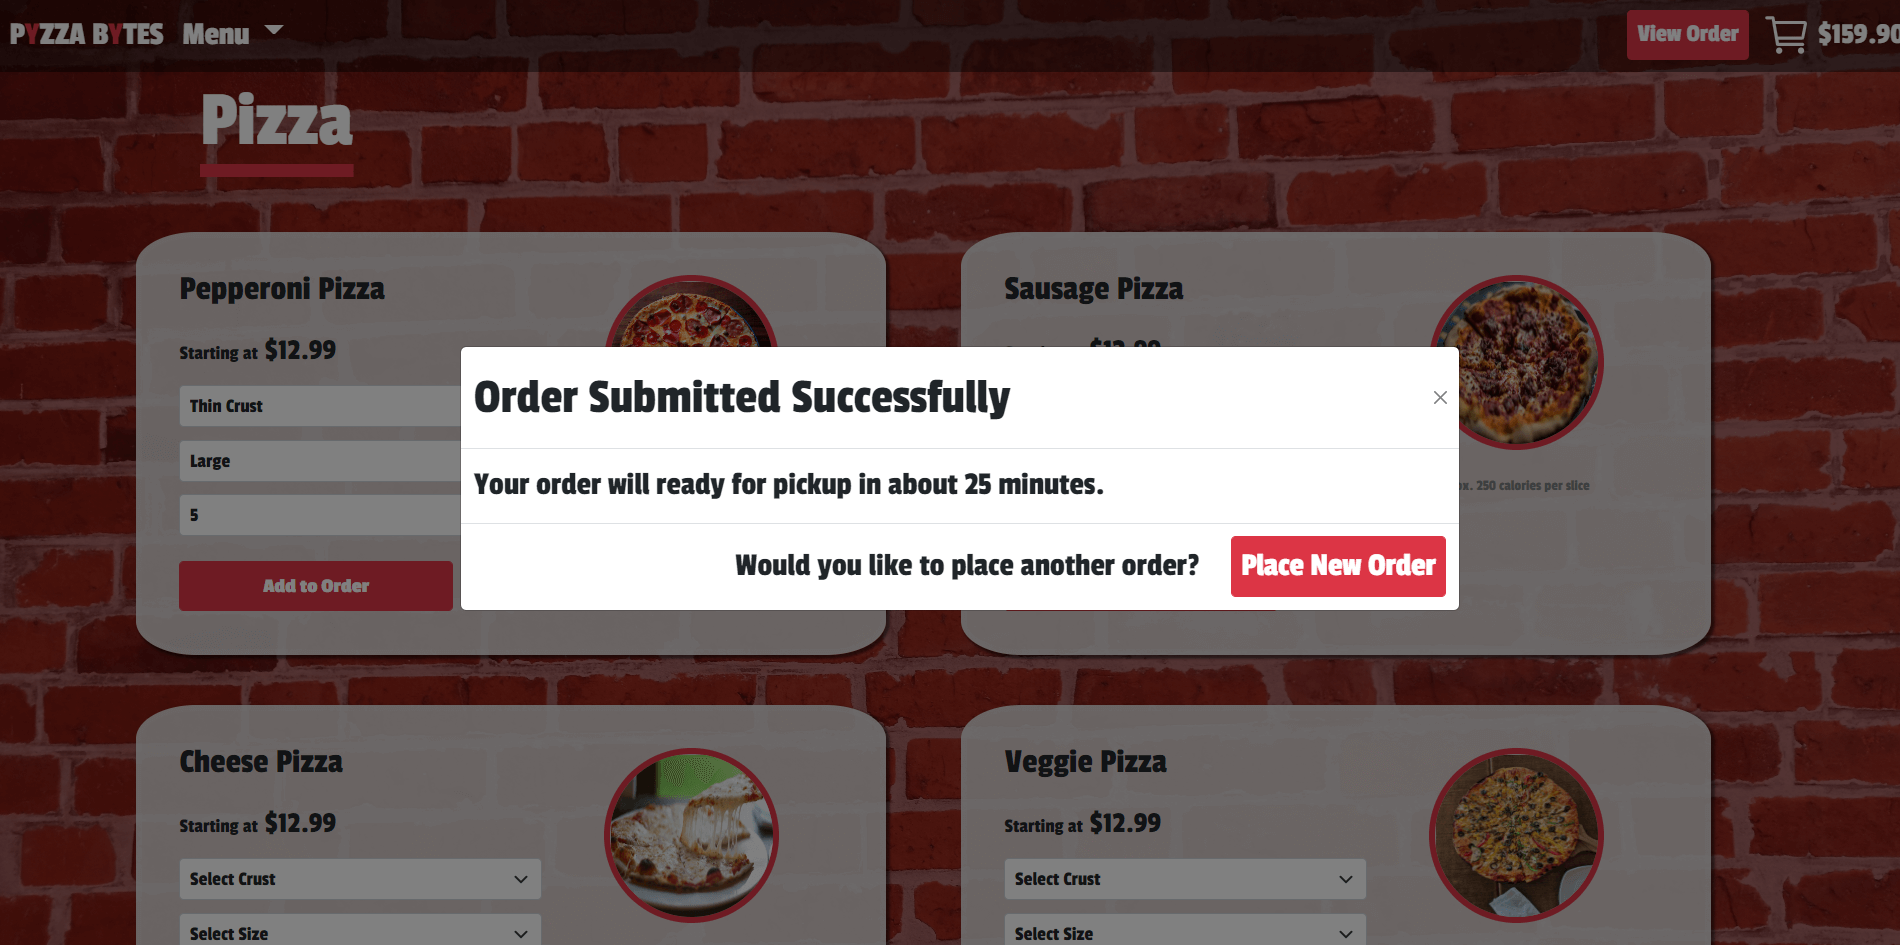 PYZZA BYTES Menu
View Order $159.90
Pizza
Pepperoni Pizza
Starting at $12.99
Thin Crust
Large
5
Add to Order
Sausage Pizza
250 calories per slice
Order Submitted Successfully
Your order will ready for pickup in about 25 minutes.
Would you like to place another order? Place New Order
Cheese Pizza
Starting at $12.99
Select Crust
Select Size
Veggie Pizza
Starting at $12.99
Select Crust
Select Size